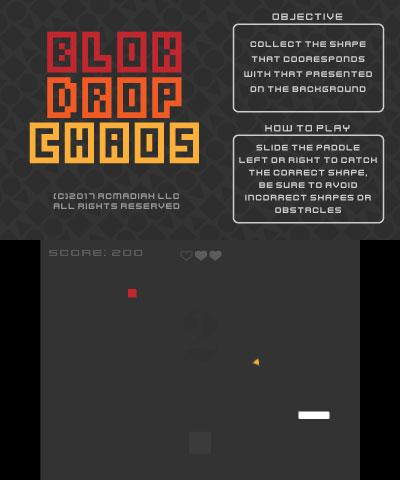 BLOK
DROP
CHAOS
(C)2017 RCMADIAX LLC
ALL RIGHTS RESERVED
OBJECTIVE
COLLECT THE SHAPE
THAT COORESPONDS
WITH THAT PRESENTED
ON THE BACKGROUND
HOW TO PLAY
SLIDE THE PADDLE
LEFT OR RIGHT TO CATCH
THE CORRECT SHAPE,
BE SURE TO AVOID
INCORRECT SHAPES OR
OBSTACLES
SCORE: 200
2